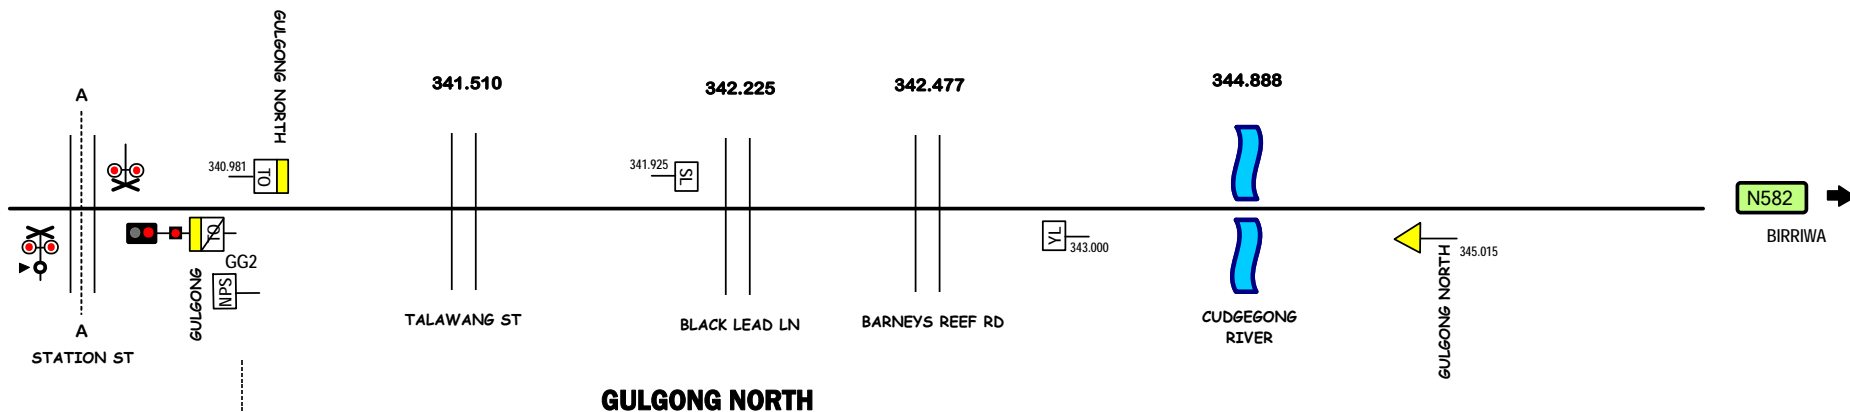 GULGONG NORTH
341.510
342.225
342.477
344.888
A
340.981
TO
341.925
SL
N582
BIRRIWA
TO
GG2
NPS
GULGONG
YL
343.000
345.015
GULGONG NORTH
A
STATION ST
TALAWANG ST
BLACK LEAD LN
BARNEYS REEF RD
CUDGEGONG
RIVER
GULGONG NORTH